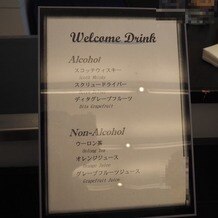 Welcome Drink
Alcohol
スコッチウィスキー
スクリュードライバー
ディタグレープフルーツ
Dita Grapefruit
Non-Alcohol
ウーロン茶
Oolong Tea
オレンジジュース
Orange Juice
グレープフルーツジュース
Grapefruit Juice